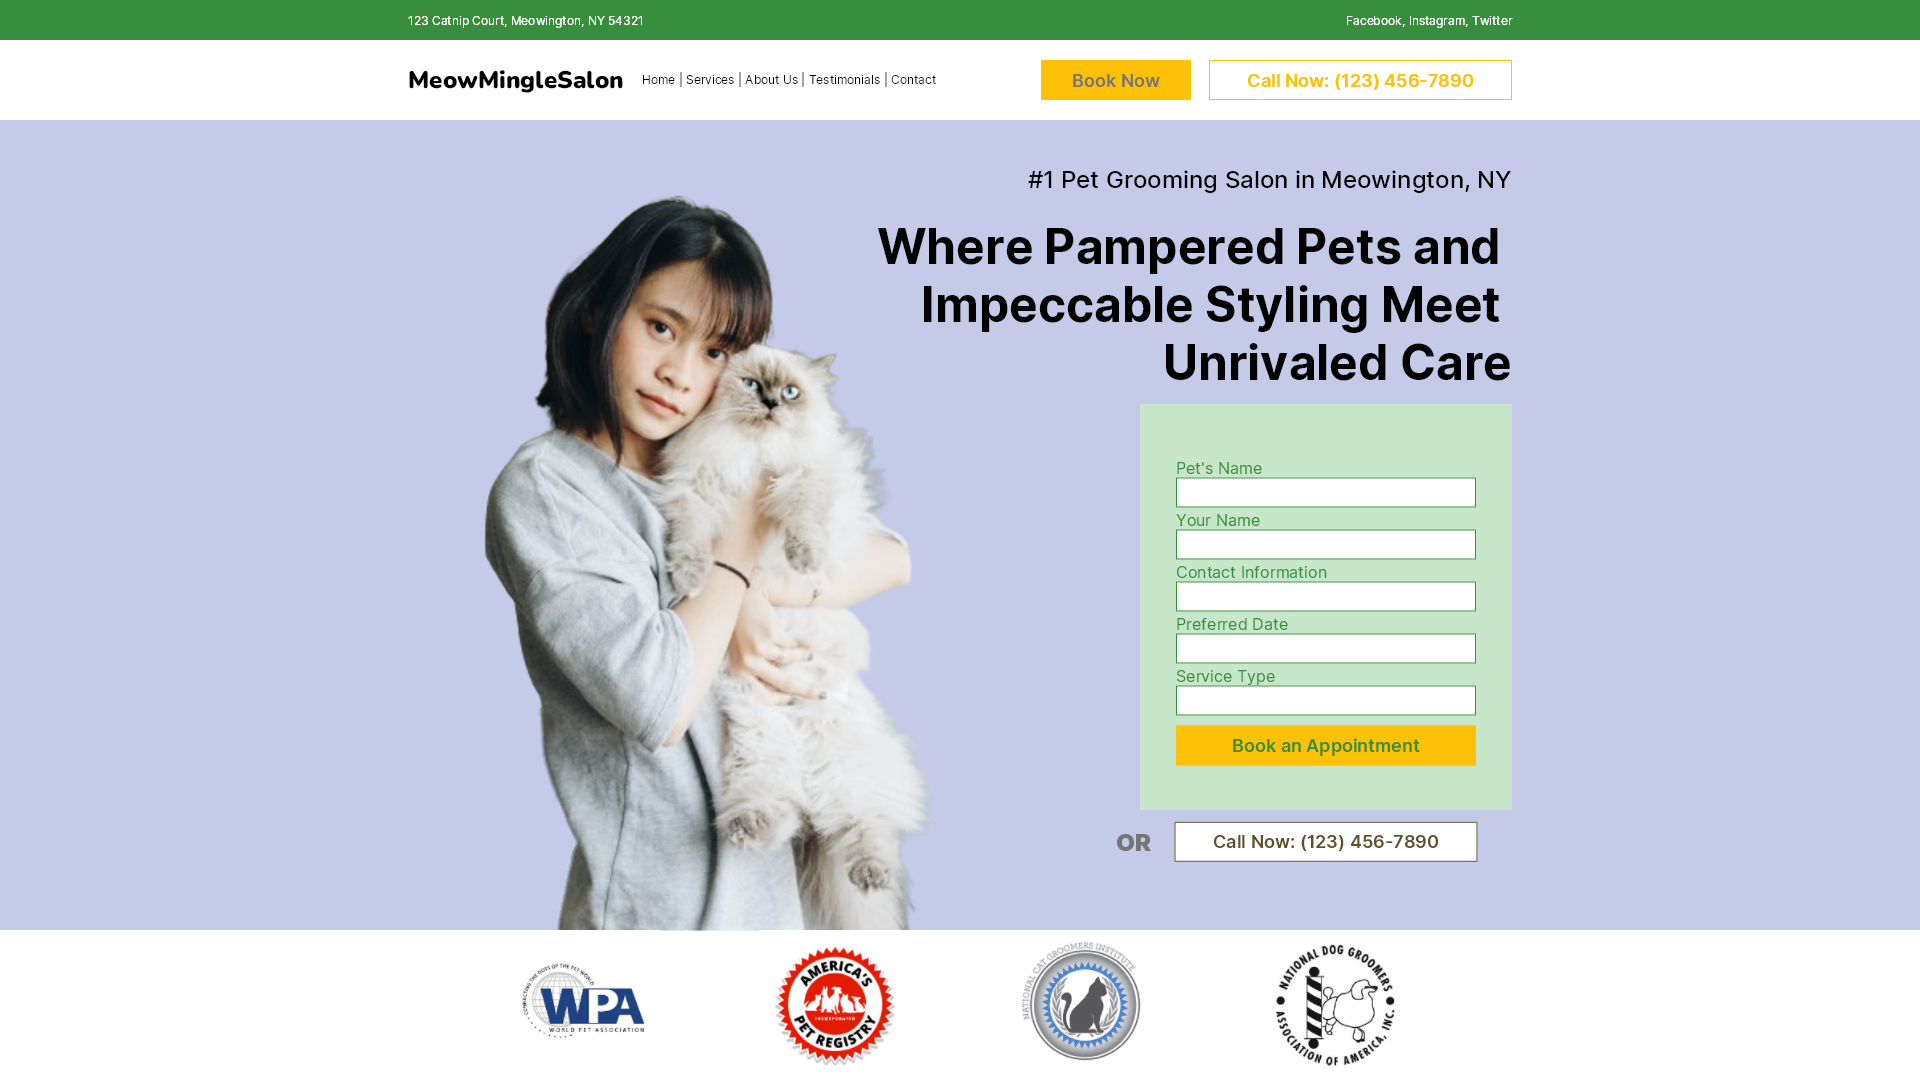 123 Catnip Court, Meowington, NY 54321
Facebook, Instagram, Twitter
MeowMingleSalon
Home | Services | About Us | Testimonials | Contact
Book Now
Call Now: (123) 456-7890
#1 Pet Grooming Salon in Meowington, NY
Where Pampered Pets and
Impeccable Styling Meet
Unrivaled Care
Pet's Name
Your Name
Contact Information
Preferred Date
Service Type
Book an Appointment
OR
Call Now: (123) 456-7890
CONNECTING THE DOTS OF THE PET WORLD
WPA
WORLD PET ASSOCIATION
AMERICA'S
INCORPORATED
PET REGISTRY
NATIONAL CAT GROOMERS INSTITUTE
NATIONAL DOG GROOMERS
ASSOCIATION OF AMERICA, INC.